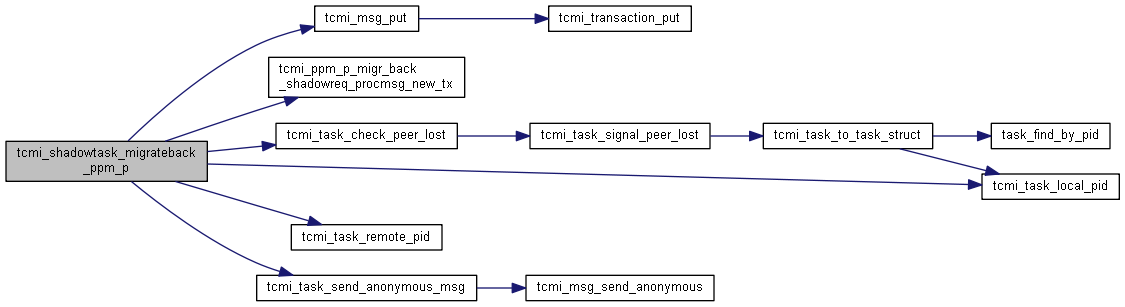 tcmi_shadowtask_migrateback
_ppm_p
tcmi_msg_put
tcmi_transaction_put
tcmi_ppm_p_migr_back
_shadowreq_procmsg_new_tx
tcmi_task_check_peer_lost
tcmi_task_signal_peer_lost
tcmi_task_to_task_struct
task_find_by_pid
tcmi_task_local_pid
tcmi_task_remote_pid
tcmi_task_send_anonymous_msg
tcmi_msg_send_anonymous